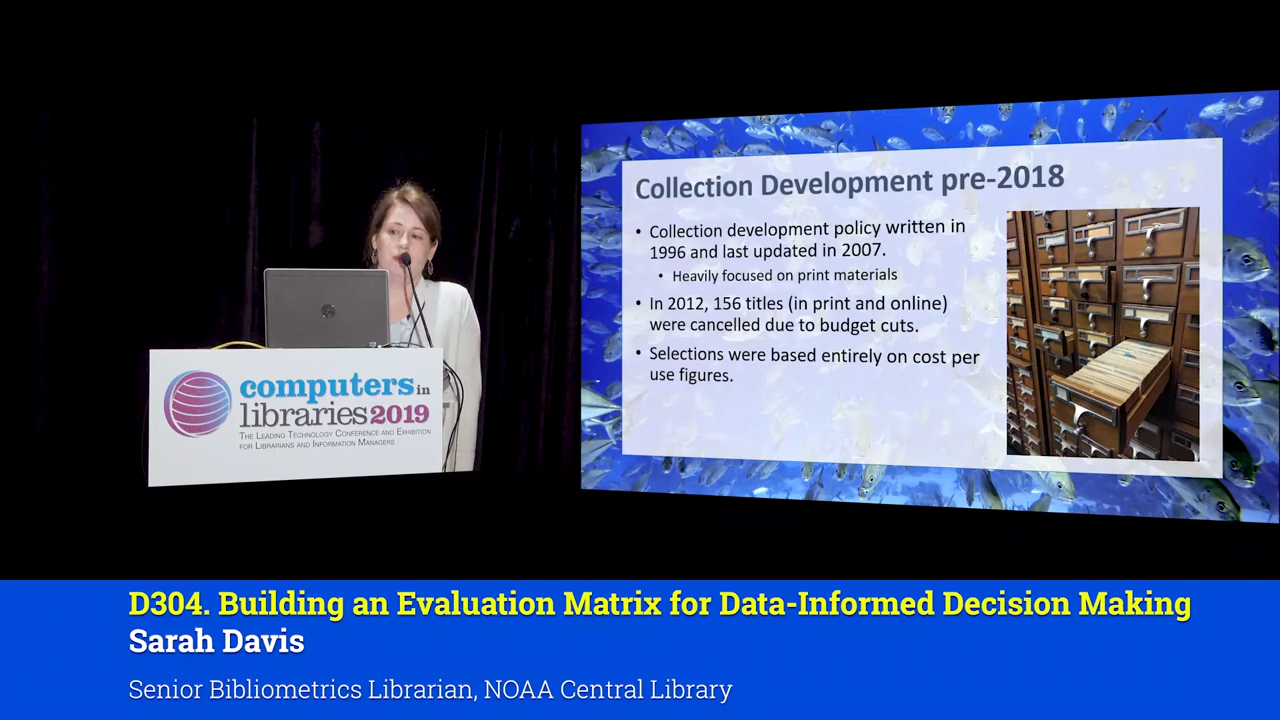 Collection Development pre-2018
• Collection development policy written in
1996 and last updated in 2007.
• Heavily focused on print materials
• In 2012, 156 titles (in print and online)
were cancelled due to budget cuts.
• Selections were based entirely on cost per
use figures.
computers in
libraries 2019
The Leading Technology Conference and Exhibition
for Librarians and Information Managers
D304. Building an Evaluation Matrix for Data-Informed Decision Making
Sarah Davis
Senior Bibliometrics Librarian, NOAA Central Library